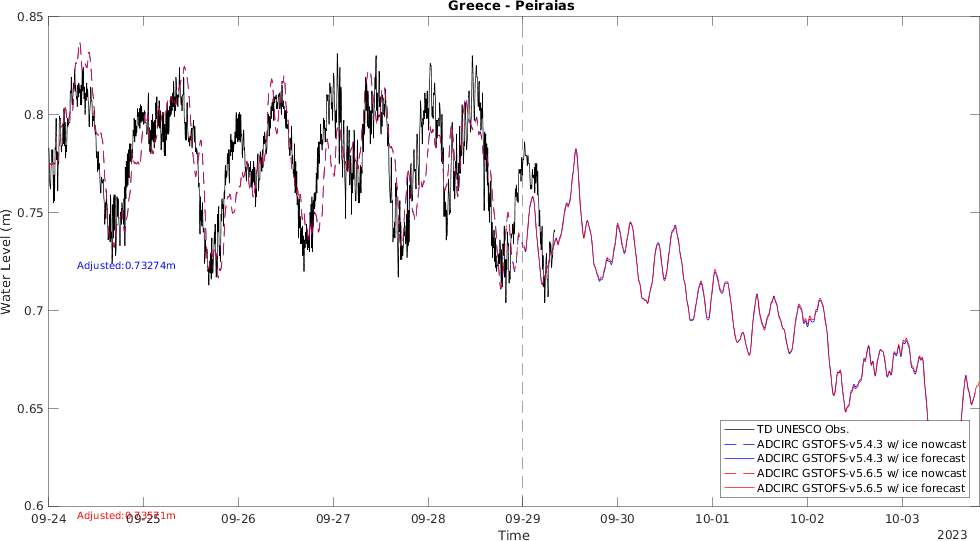 Greece - Peiraias
Water Level (m)
0.85
0.8
0.75
0.7
0.65
0.6
Adjusted:0.73274m
Adjusted:0.73571m
TD UNESCO Obs.
ADCIRC GSTOFS-v5.4.3 w/ ice nowcast
ADCIRC GSTOFS-v5.4.3 w/ ice forecast
ADCIRC GSTOFS-v5.6.5 w/ ice nowcast
ADCIRC GSTOFS-v5.6.5 w/ ice forecast
09-24 09-25 09-26 09-27 09-28 09-29 09-30 10-01 10-02 10-03
Time
2023